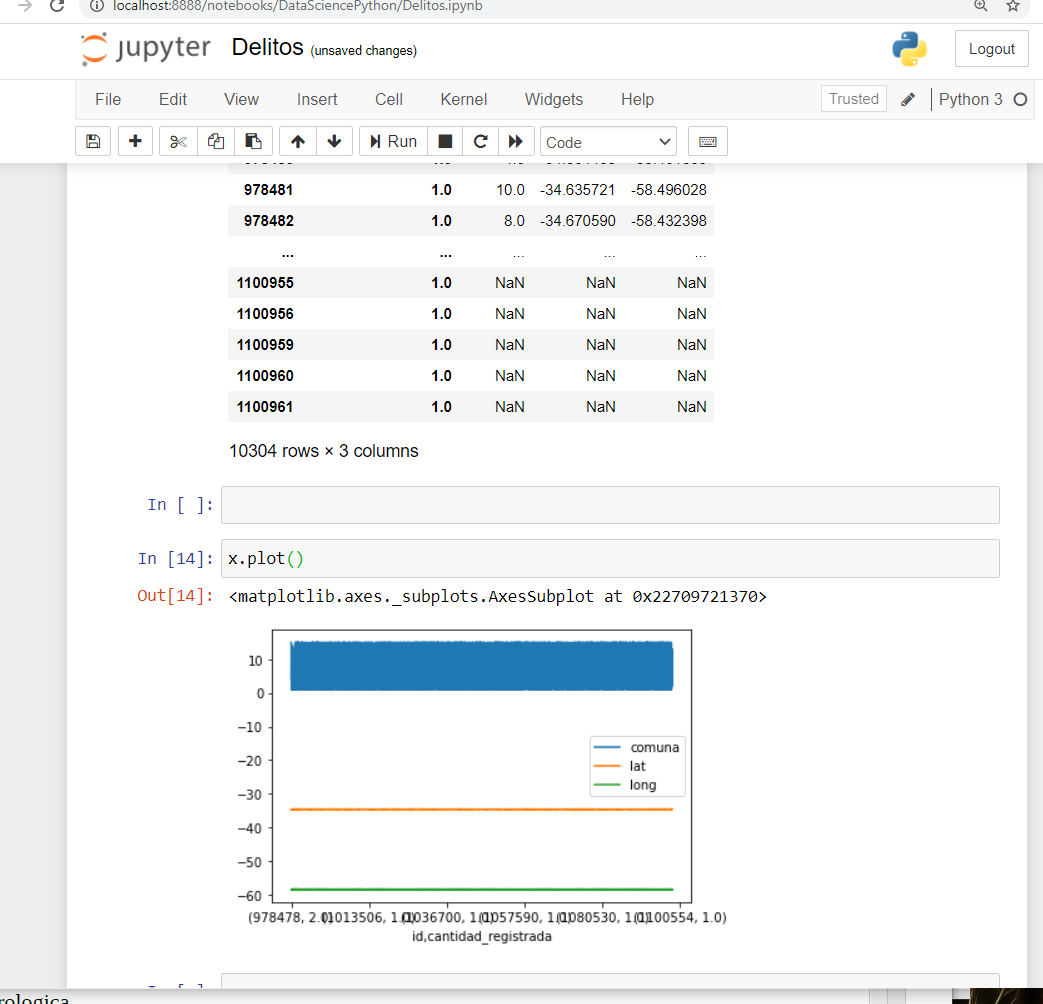 localhost:8888/notebooks/DataSciencePython/Delitos.ipynb
jupyter Delitos (unsaved changes)
Logout
File Edit View Insert Cell Kernel Widgets Help
Trusted
Python 3
Run
Code
978481 1.0 10.0 -34.635721 -58.496028
978482 1.0 8.0 -34.670590 -58.432398
... ... ... ... ...
1100955 1.0 NaN NaN NaN
1100956 1.0 NaN NaN NaN
1100959 1.0 NaN NaN NaN
1100960 1.0 NaN NaN NaN
1100961 1.0 NaN NaN NaN
10304 rows × 3 columns
In [ ]:
In [14]: x.plot()
Out[14]: <matplotlib.axes._subplots.AxesSubplot at 0x22709721370>
10
0
−10
−20
−30
−40
−50
−60
comuna
lat
long
(978478, 2.0) (1013506, 1.0) (1036700, 1.0) (1057590, 1.0) (1080530, 1.0) (1100554, 1.0)
id,cantidad_registrada
rologica